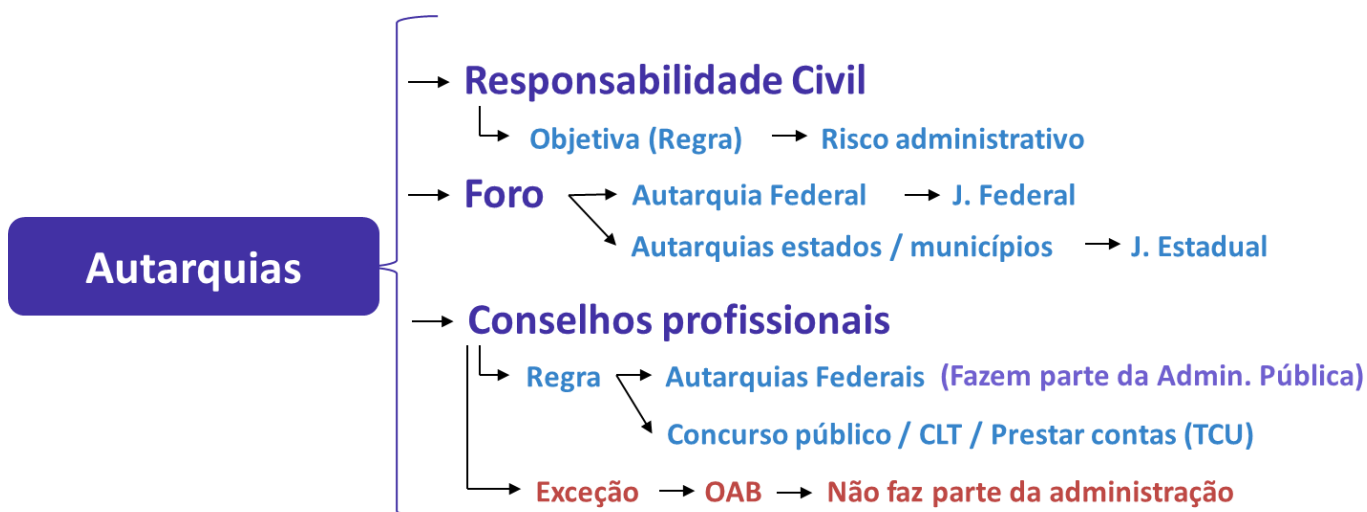 Autarquias
Responsabilidade Civil
Objetiva (Regra) Risco administrativo
Foro Autarquia Federal J. Federal
Autarquias estados / municípios J. Estadual
Conselhos profissionais
Regra Autarquias Federais (Fazem parte da Admin. Pública)
Concurso público / CLT / Prestar contas (TCU)
Exceção OAB Não faz parte da administração